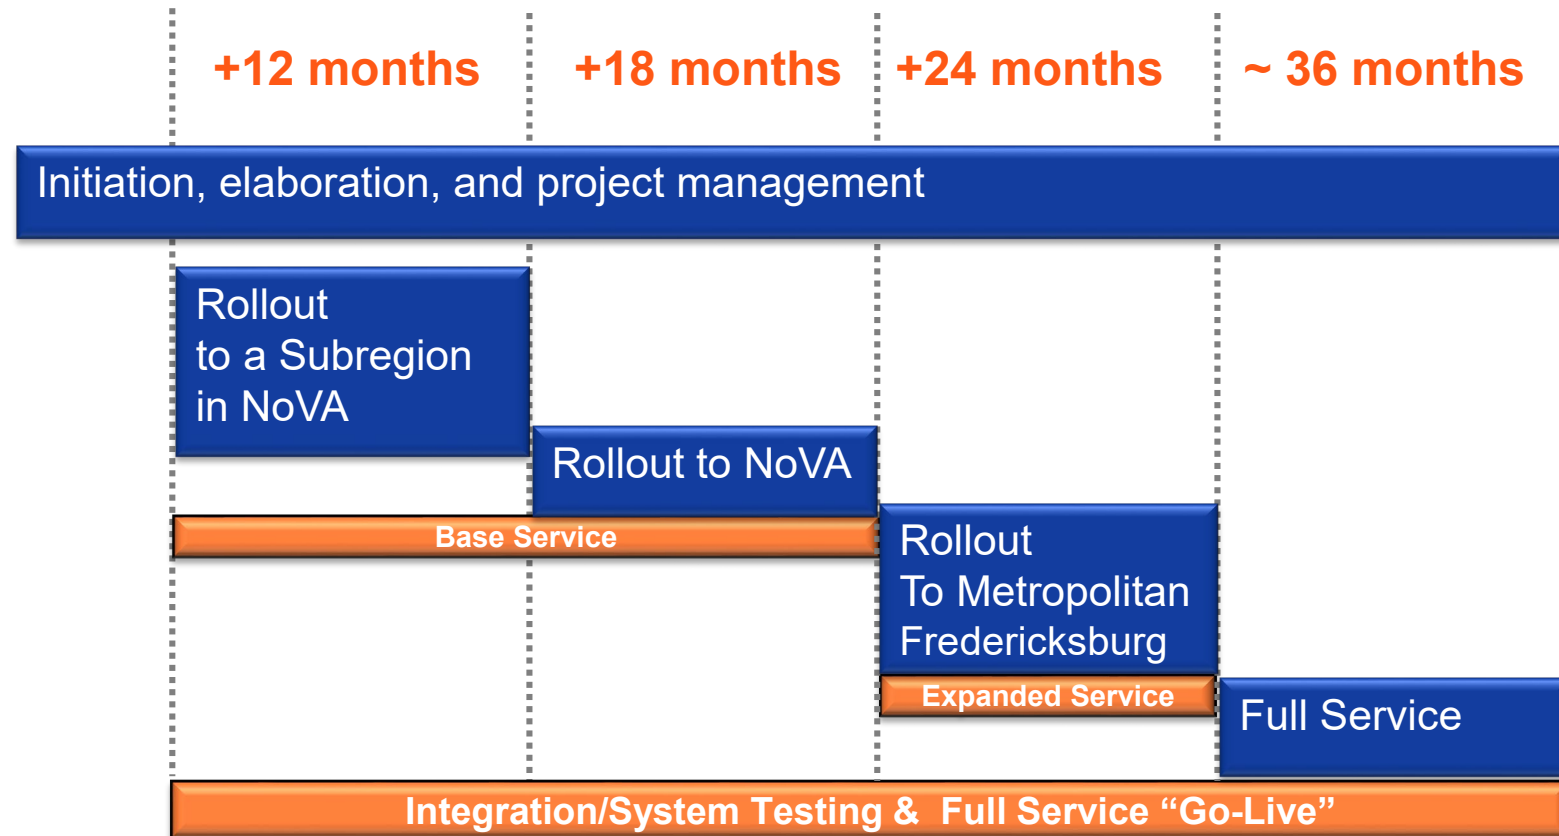 +12 months
+18 months
+24 months
~ 36 months
Initiation, elaboration, and project management
Rollout
to a Subregion
in NoVA
Rollout to NoVA
Base Service
Rollout
To Metropolitan
Fredericksburg
Expanded Service
Full Service
Integration/System Testing & Full Service “Go-Live”